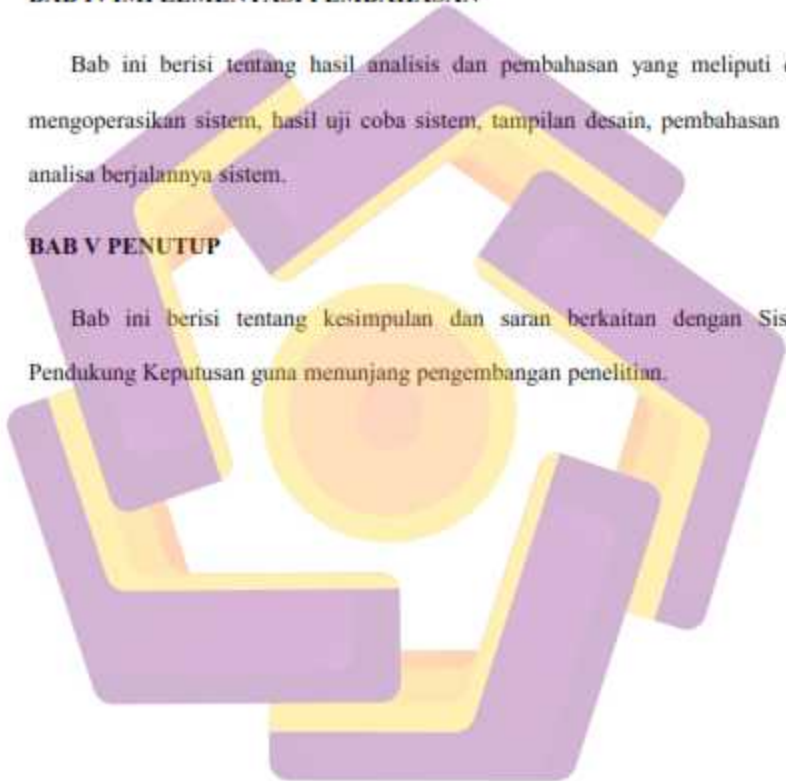 Bab ini berisi tentang hasil analisis dan pembahasan yang meliputi
mengoperasikan sistem, hasil uji coba sistem, tampilan desain, pembahasan
analisa berjalannya sistem.
BAB V PENUTUP
Bab ini berisi tentang kesimpulan dan saran berkaitan dengan Sis
Pendukung Keputusan guna menunjang pengembangan penelitian.